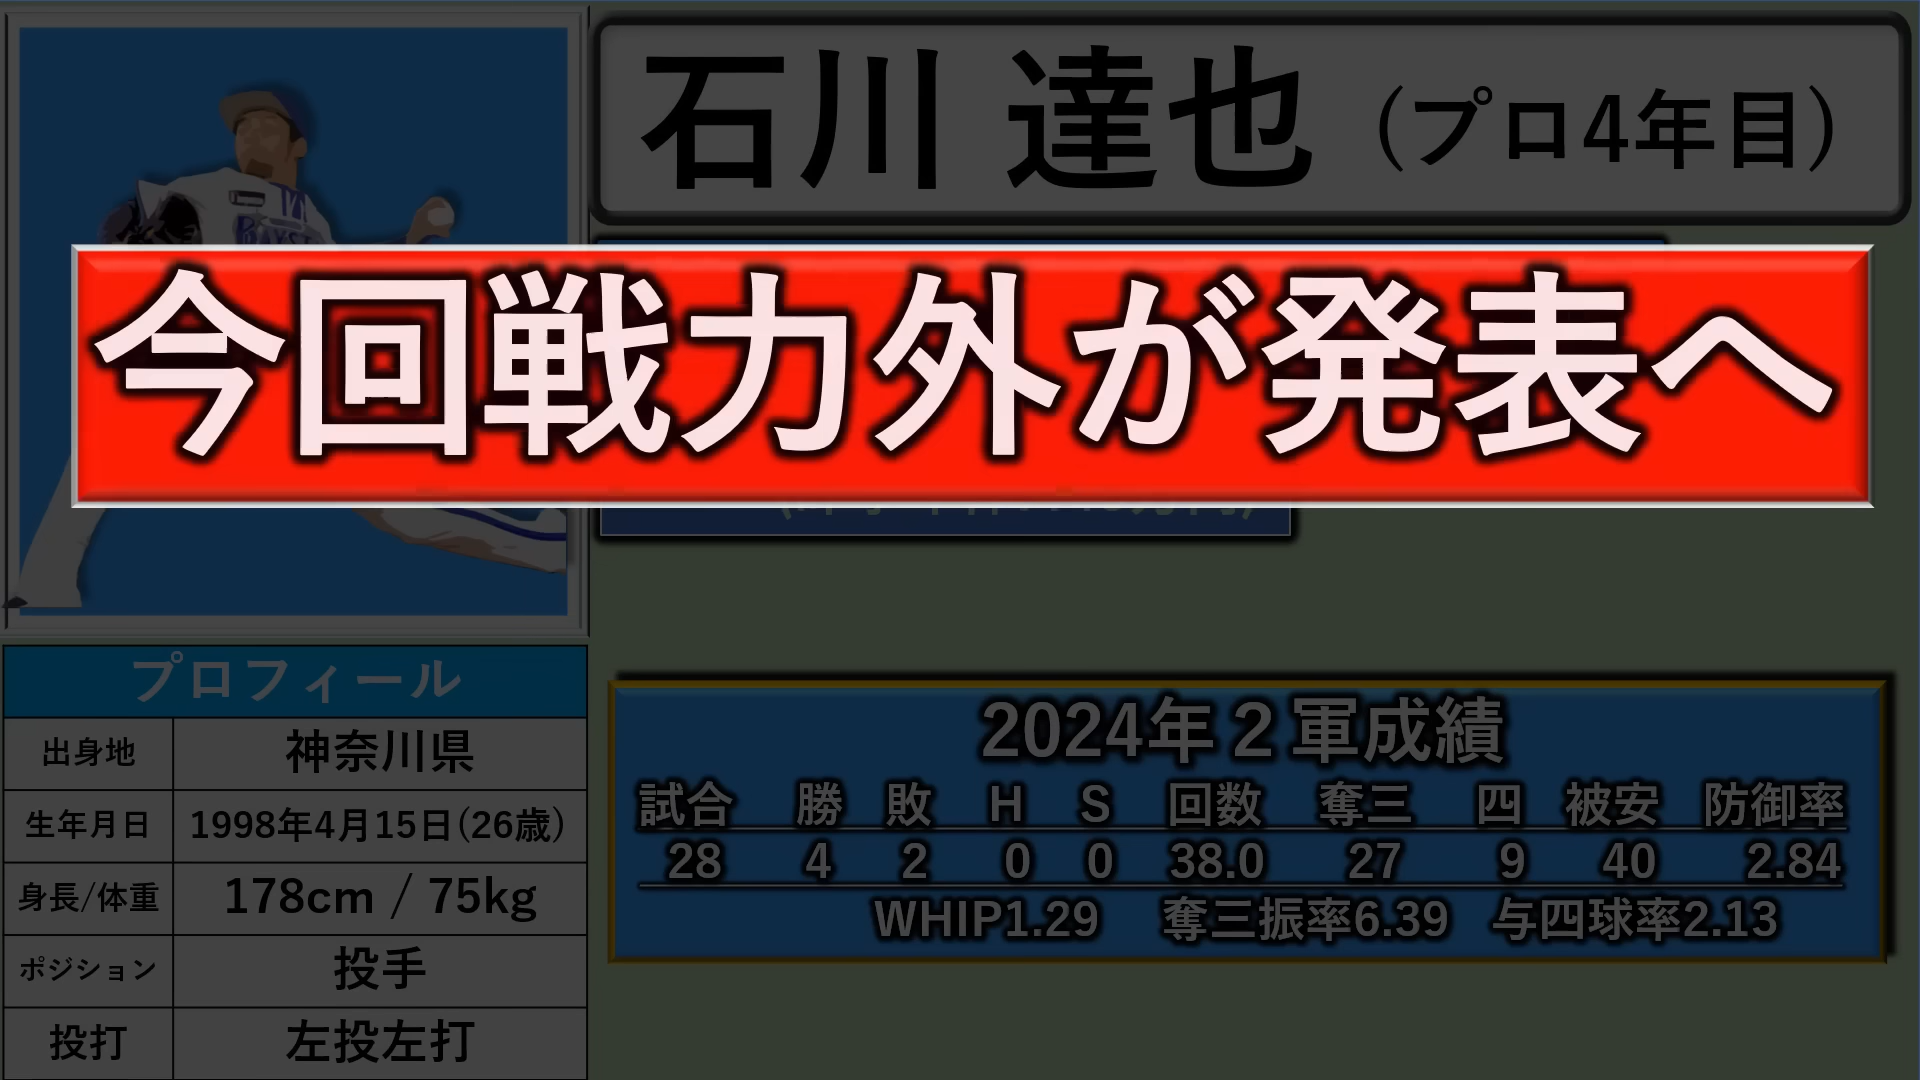 石川 達也 (プロ4年目)
今回戦力外が発表へ
プロフィール
出身地 神奈川県
生年月日 1998年4月15日(26歳)
身長/体重 178cm / 75kg
ポジション 投手
投打 左投左打
2024年２軍成績
試合 勝 敗 H S 回数 奪三 四 被安 防御率
28 4 2 0 0 38.0 27 9 40 2.84
WHIP1.29 奪三振率6.39 与四球率2.13